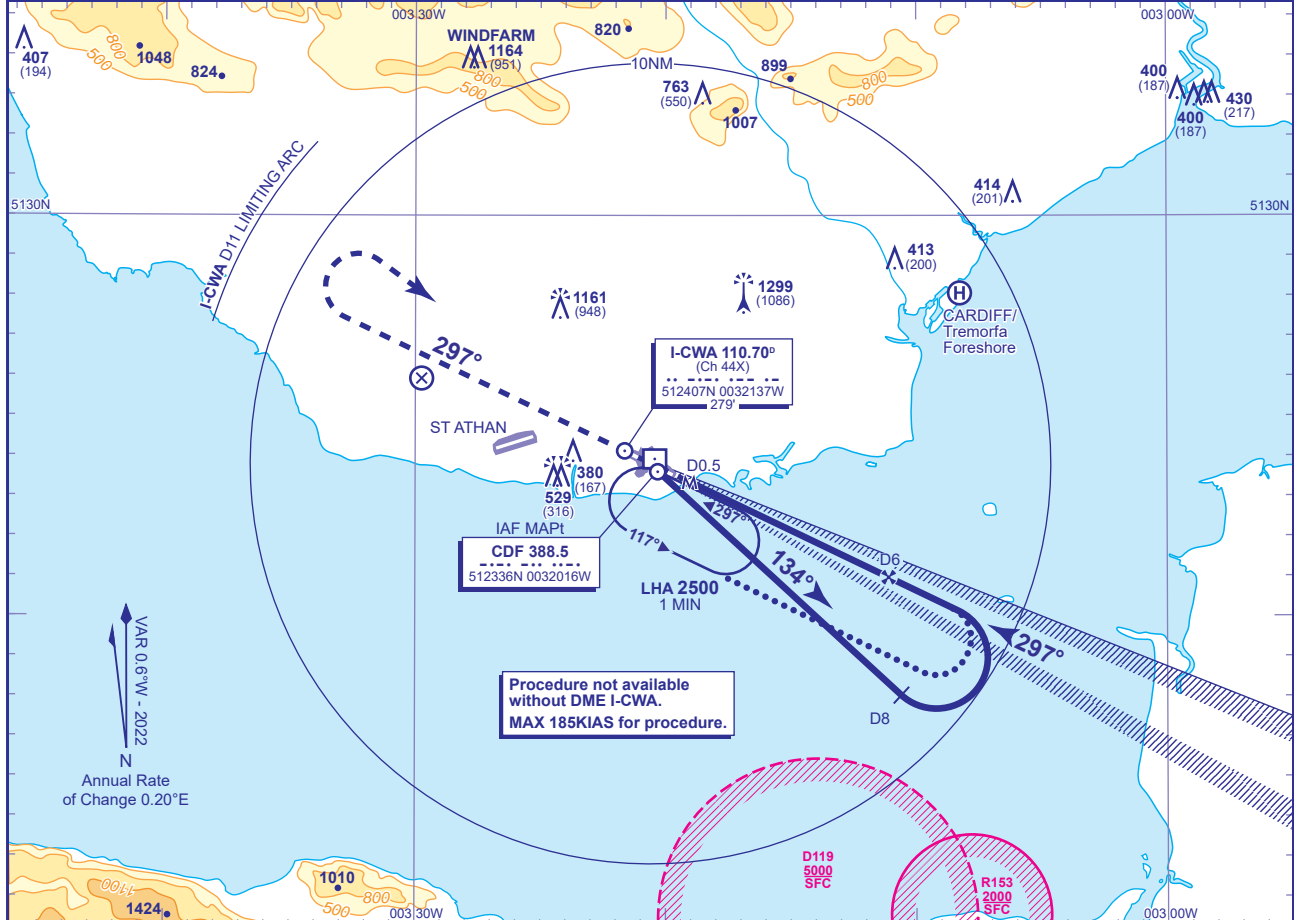 003 30W
003 00W
407
(194)
800
500
1048
824
WINDFARM
1164
(951)
800
500
820
10NM
763
(550)
1007
899
800
500
400
(187)
400
(187)
430
(217)
5130N
5130N
I-CWA D11 LIMITING ARC
414
(201)
413
(200)
H
CARDIFF/
Tremorfa
Foreshore
1161
(948)
1299
(1086)
297°
I-CWA 110.70ᴰ
(Ch 44X)
·· –·–· ·–– ·–
512407N 0032137W
279'
ST ATHAN
380
(167)
529
(316)
D0.5
M
297°
IAF MAPt
CDF 388.5
–·–· –·· ··–·
512336N 0032016W
117°
LHA 2500
1 MIN
134°
D6
297°
D8
Procedure not available
without DME I-CWA.
MAX 185KIAS for procedure.
VAR 0.6°W - 2022
N
Annual Rate
of Change 0.20°E
D119
5000
SFC
R153
2000
SFC
1100
1424
1010
800
500
003 30W
003 00W